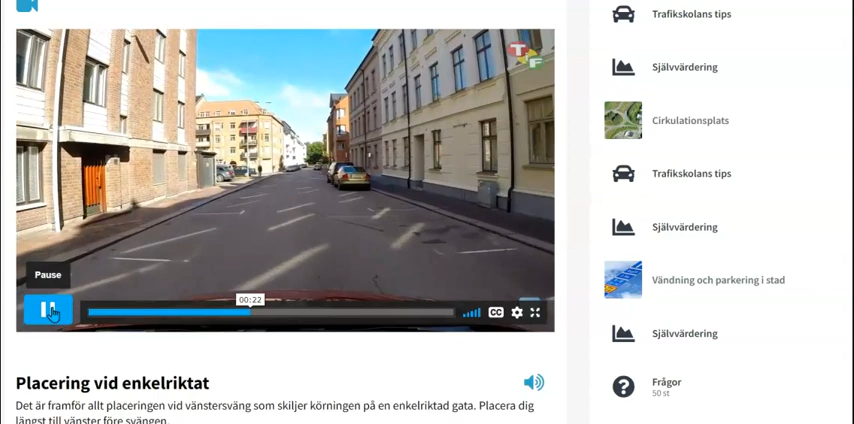 TF
Pause
00:22
CC
Placering vid enkelriktat
Det är framför allt placeringen vid vänstersväng som skiljer körningen på en enkelriktad gata. Placera dig
längst till vänster före svängen.
Trafikskolans tips
Självvärdering
Cirkulationsplats
Trafikskolans tips
Självvärdering
Vändning och parkering i stad
Självvärdering
Frågor
50 st